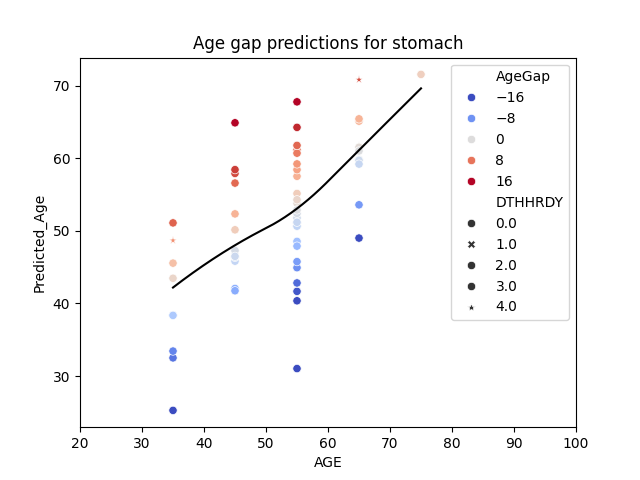 Age gap predictions for stomach
Predicted_Age
70
60
50
40
30
20 30 40 50 60 70 80 90 100
AGE
AgeGap
−16
−8
0
8
16
DTHHRDY
0.0
1.0
2.0
3.0
4.0